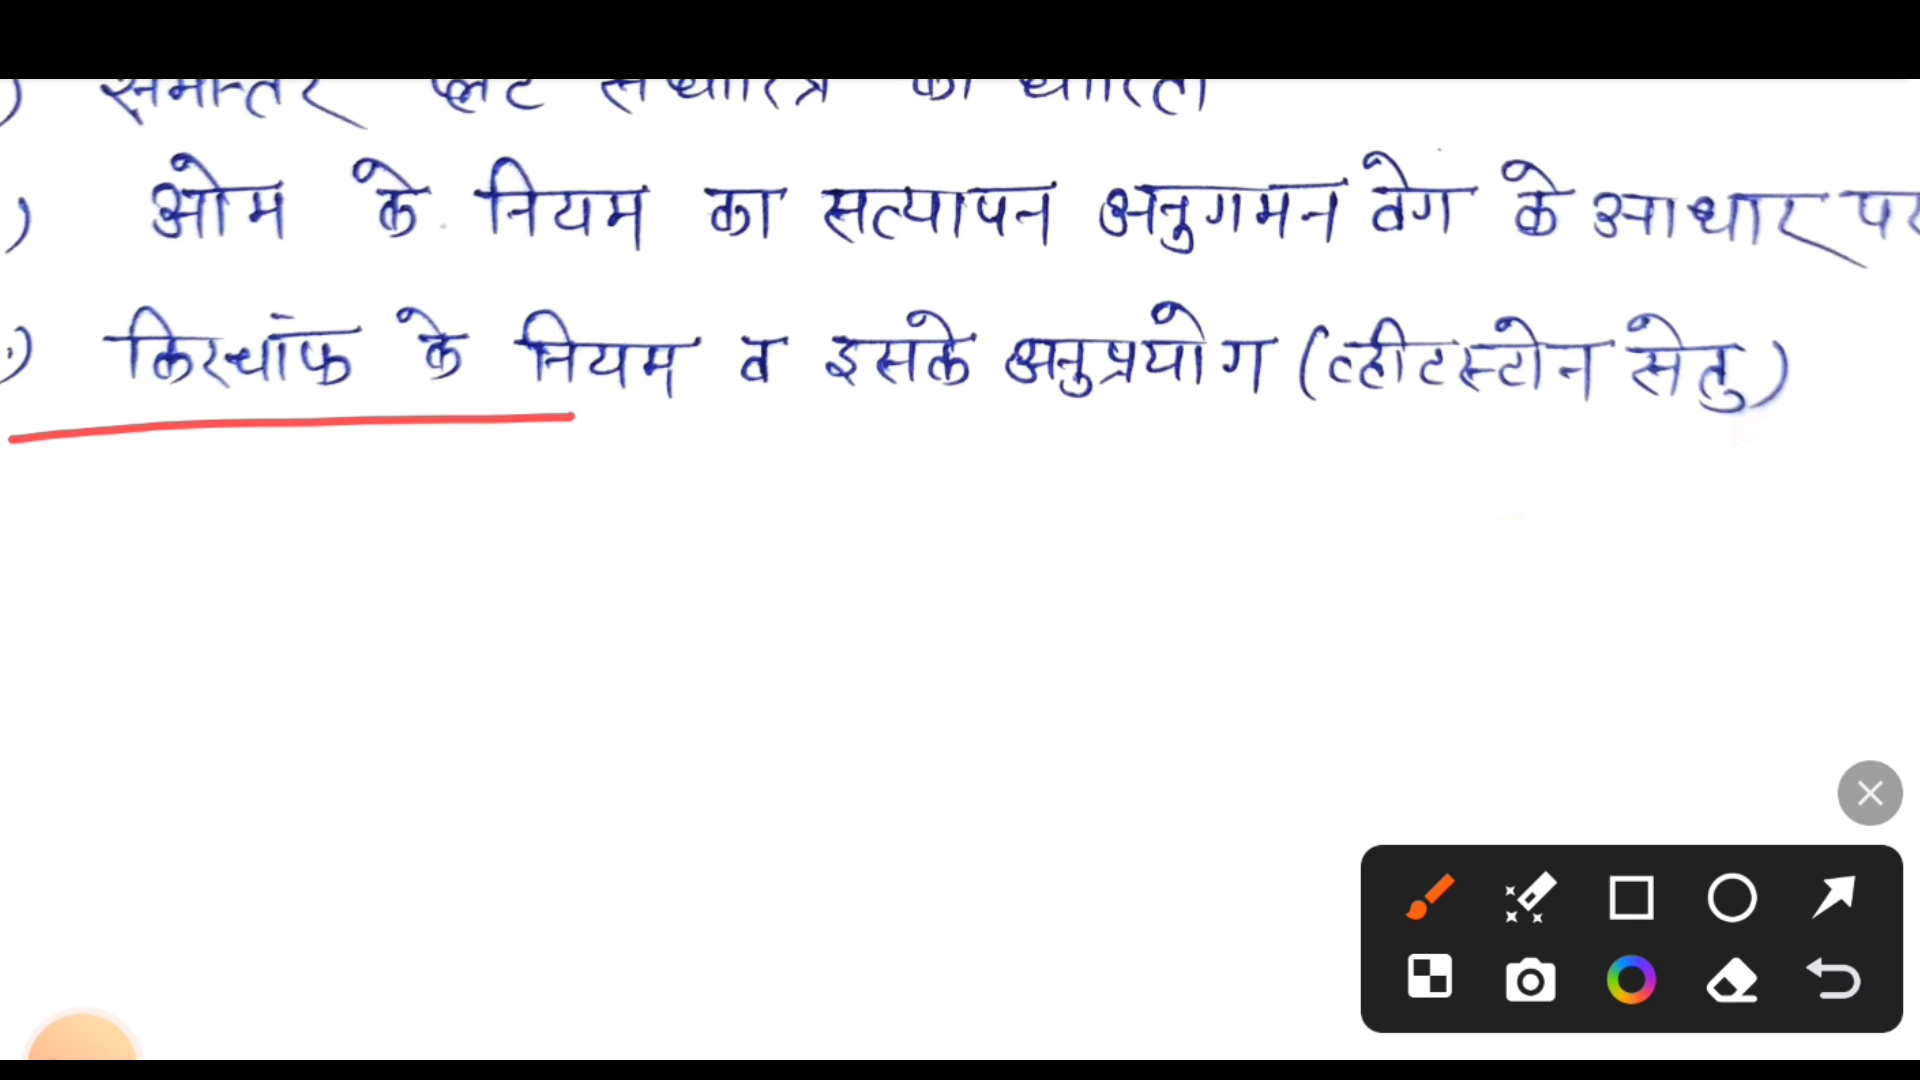 ) समान्तर प्लेट संधारित्र की धारिता
) ओम के नियम का सत्यापन अनुगमन वेग के आधार पर
) किरचॉफ के नियम व इसके अनुप्रयोग (व्हीटस्टोन सेतु)